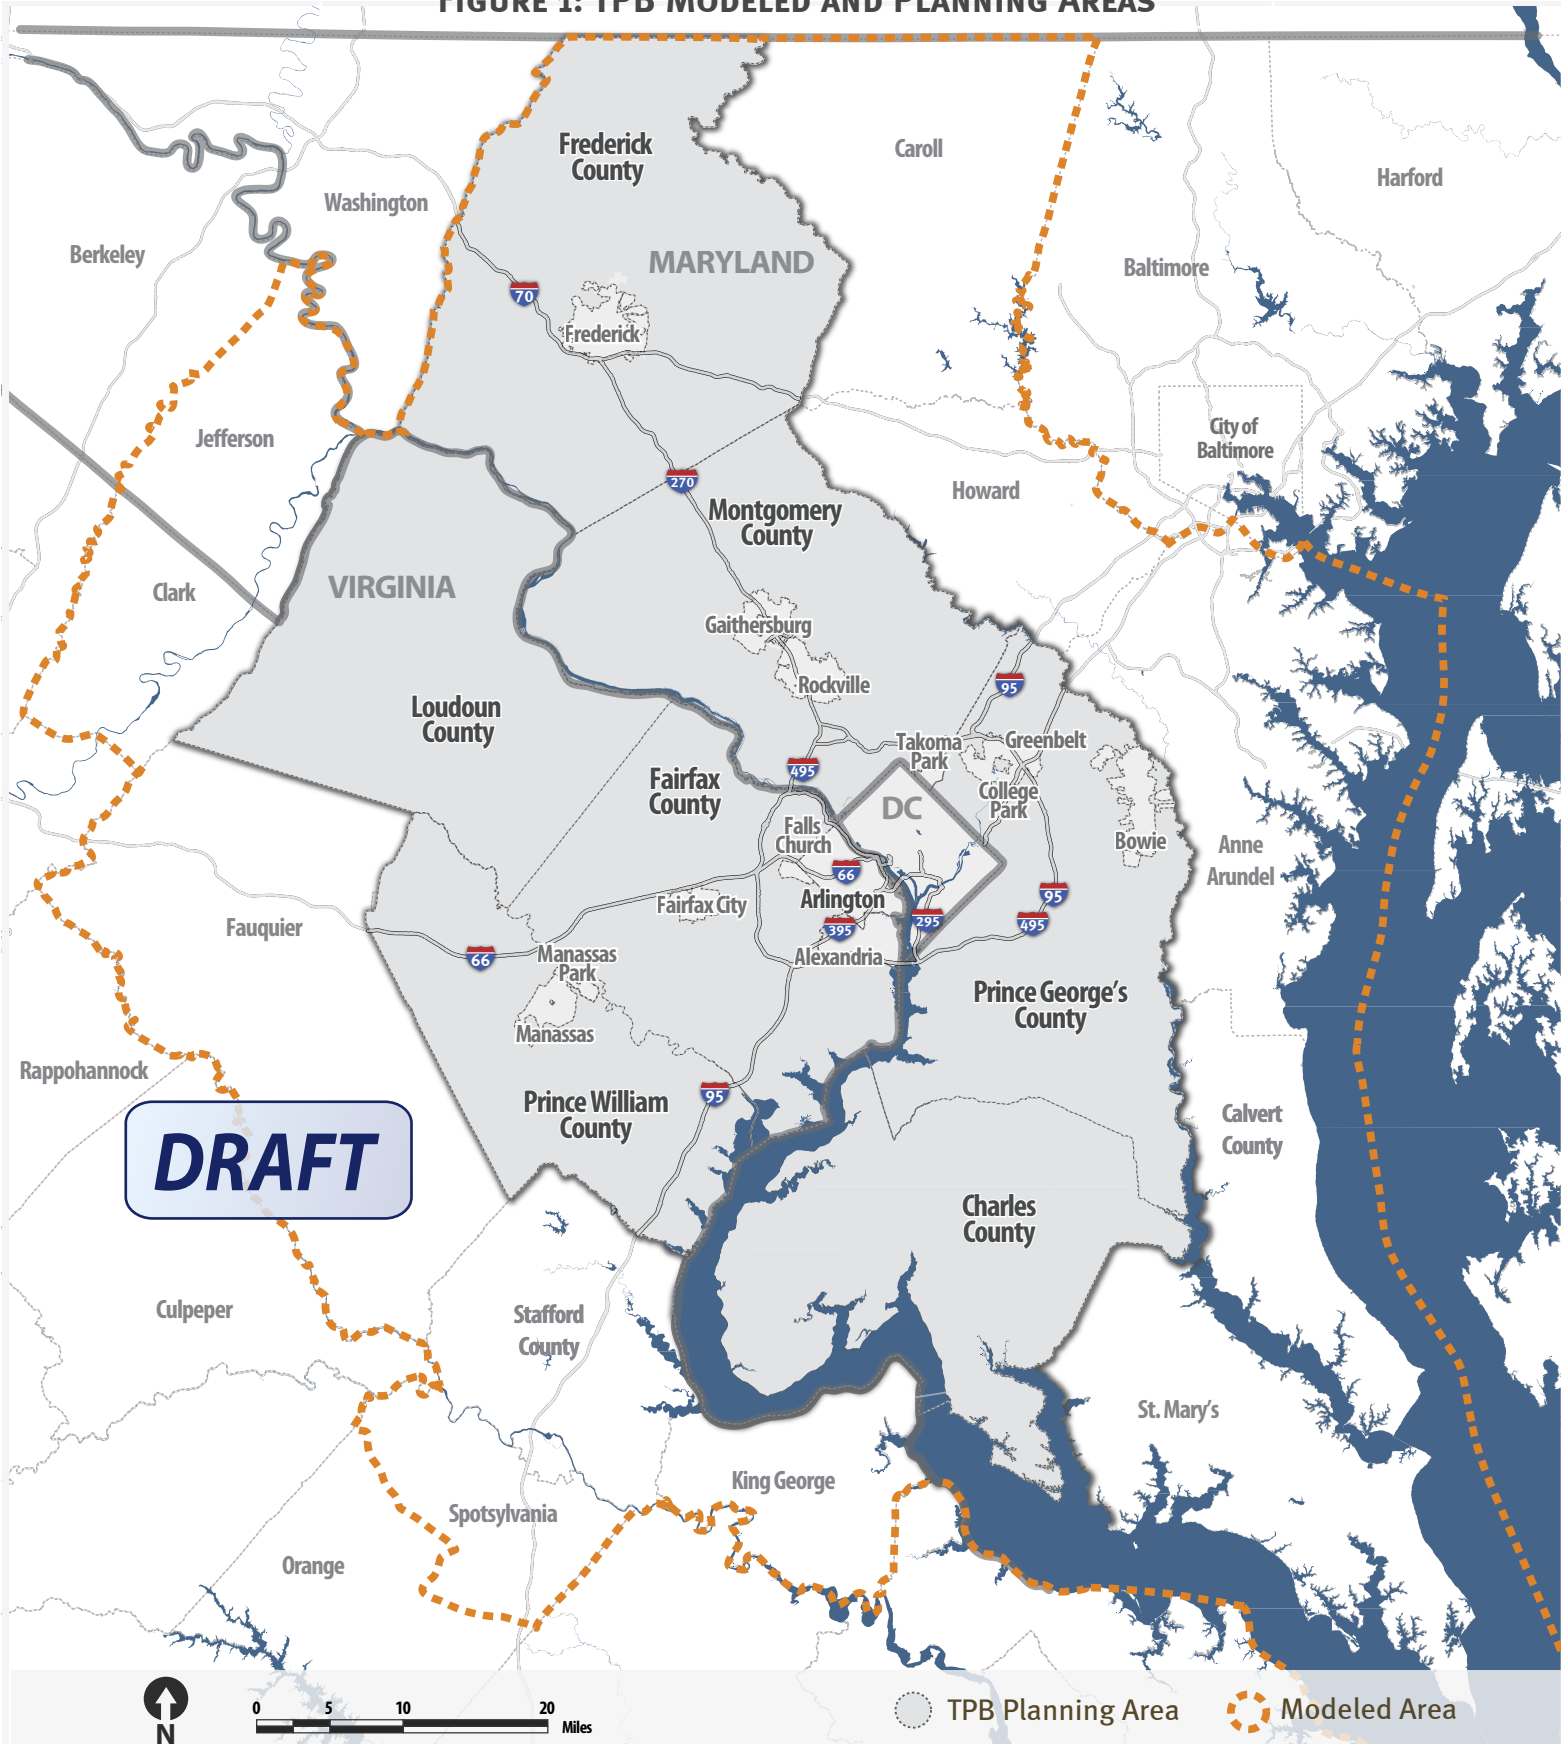 FIGURE 1: TPB MODELED AND PLANNING AREAS
Frederick
County
Caroll
Harford
Washington
Berkeley
MARYLAND
Baltimore
70
Frederick
Jefferson
City of
Baltimore
270
Howard
Montgomery
County
VIRGINIA
Clark
Gaithersburg
Rockville
95
Loudoun
County
Takoma
Park
Greenbelt
495
Fairfax
County
College
Park
DC
Falls
Church
Bowie
Anne
Arundel
66
Arlington
95
Fairfax City
295
495
395
Fauquier
66
Manassas
Park
Alexandria
Prince George's
County
Manassas
Rappohannock
95
Prince William
County
Calvert
County
DRAFT
Charles
County
Culpeper
Stafford
County
St. Mary's
King George
Spotsylvania
Orange
N
0 5 10 20
Miles
TPB Planning Area
Modeled Area